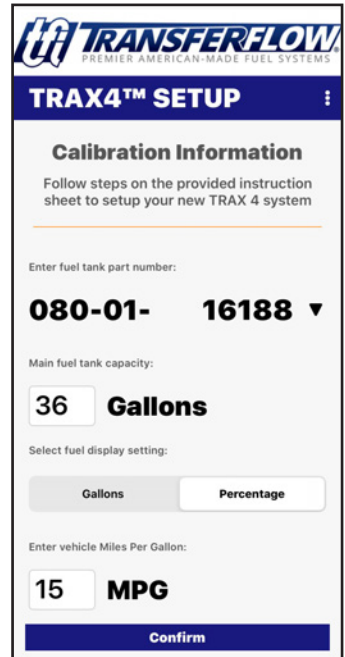 tfi TRANSFERFLOW.
PREMIER AMERICAN-MADE FUEL SYSTEMS
TRAX4™ SETUP
Calibration Information
Follow steps on the provided instruction
sheet to setup your new TRAX 4 system
Enter fuel tank part number:
080-01- 16188 ▼
Main fuel tank capacity:
36 Gallons
Select fuel display setting:
Gallons Percentage
Enter vehicle Miles Per Gallon:
15 MPG
Confirm